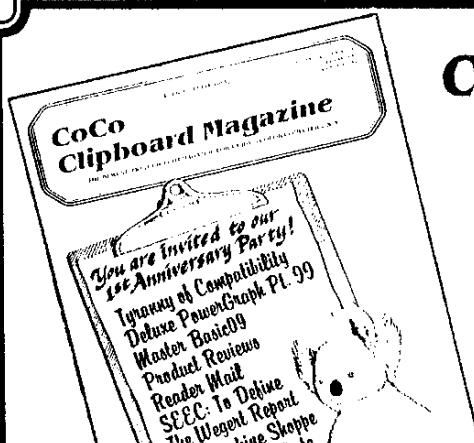 C
CoCo
Clipboard Magazine
You are invited to our
1st Anniversary Party!
Tyranny of Compatibility
Deluxe PowerGraph Pt. 99
Master Basic09
Product Reviews
Reader Mail
SEEC: To Define
The Wegert Report
Shoppe